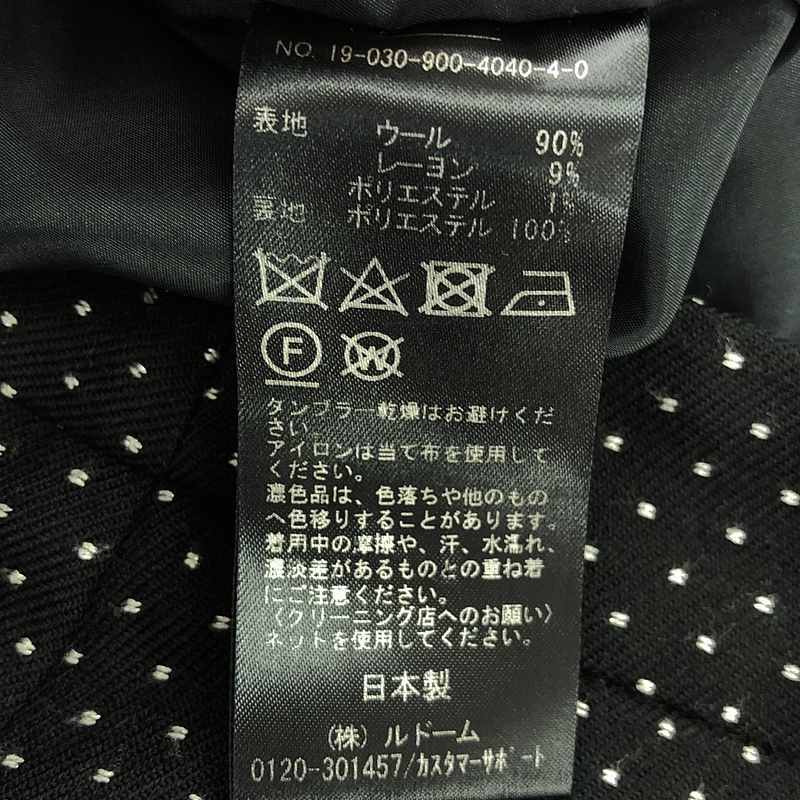 NO. 19-030-900-4040-4-0
表地 ウール 90%
レーヨン 9%
ポリエステル 1%
裏地 ポリエステル 100%
F W
タンブラー乾燥はお避けくだ
さい。
アイロンは当て布を使用して
ください。
濃色品は、色落ちや他のもの
へ色移りすることがあります。
着用中の摩擦や、汗、水濡れ、
濃淡差があるものとの重ね着
にご注意ください。
〈クリーニング店へのお願い〉
ネットを使用してください。
日本製
(株) ルドーム
0120-301457/カスタマーサポート